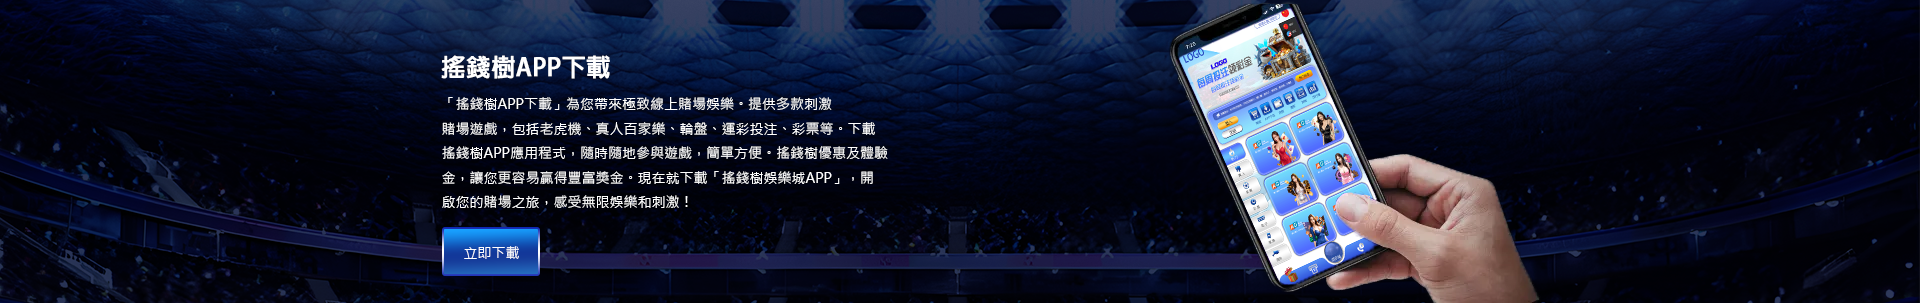 搖錢樹APP下載
「搖錢樹APP下載」為您帶來極致線上賭場娛樂。提供多款刺激
賭場遊戲，包括老虎機、真人百家樂、輪盤、運彩投注、彩票等。下載
搖錢樹APP應用程式，隨時隨地參與遊戲，簡單方便。搖錢樹優惠及體驗
金，讓您更容易贏得豐富獎金。現在就下載「搖錢樹娛樂城APP」，開
啟您的賭場之旅，感受無限娛樂和刺激！
立即下載
7:23
LOGO
LOGO